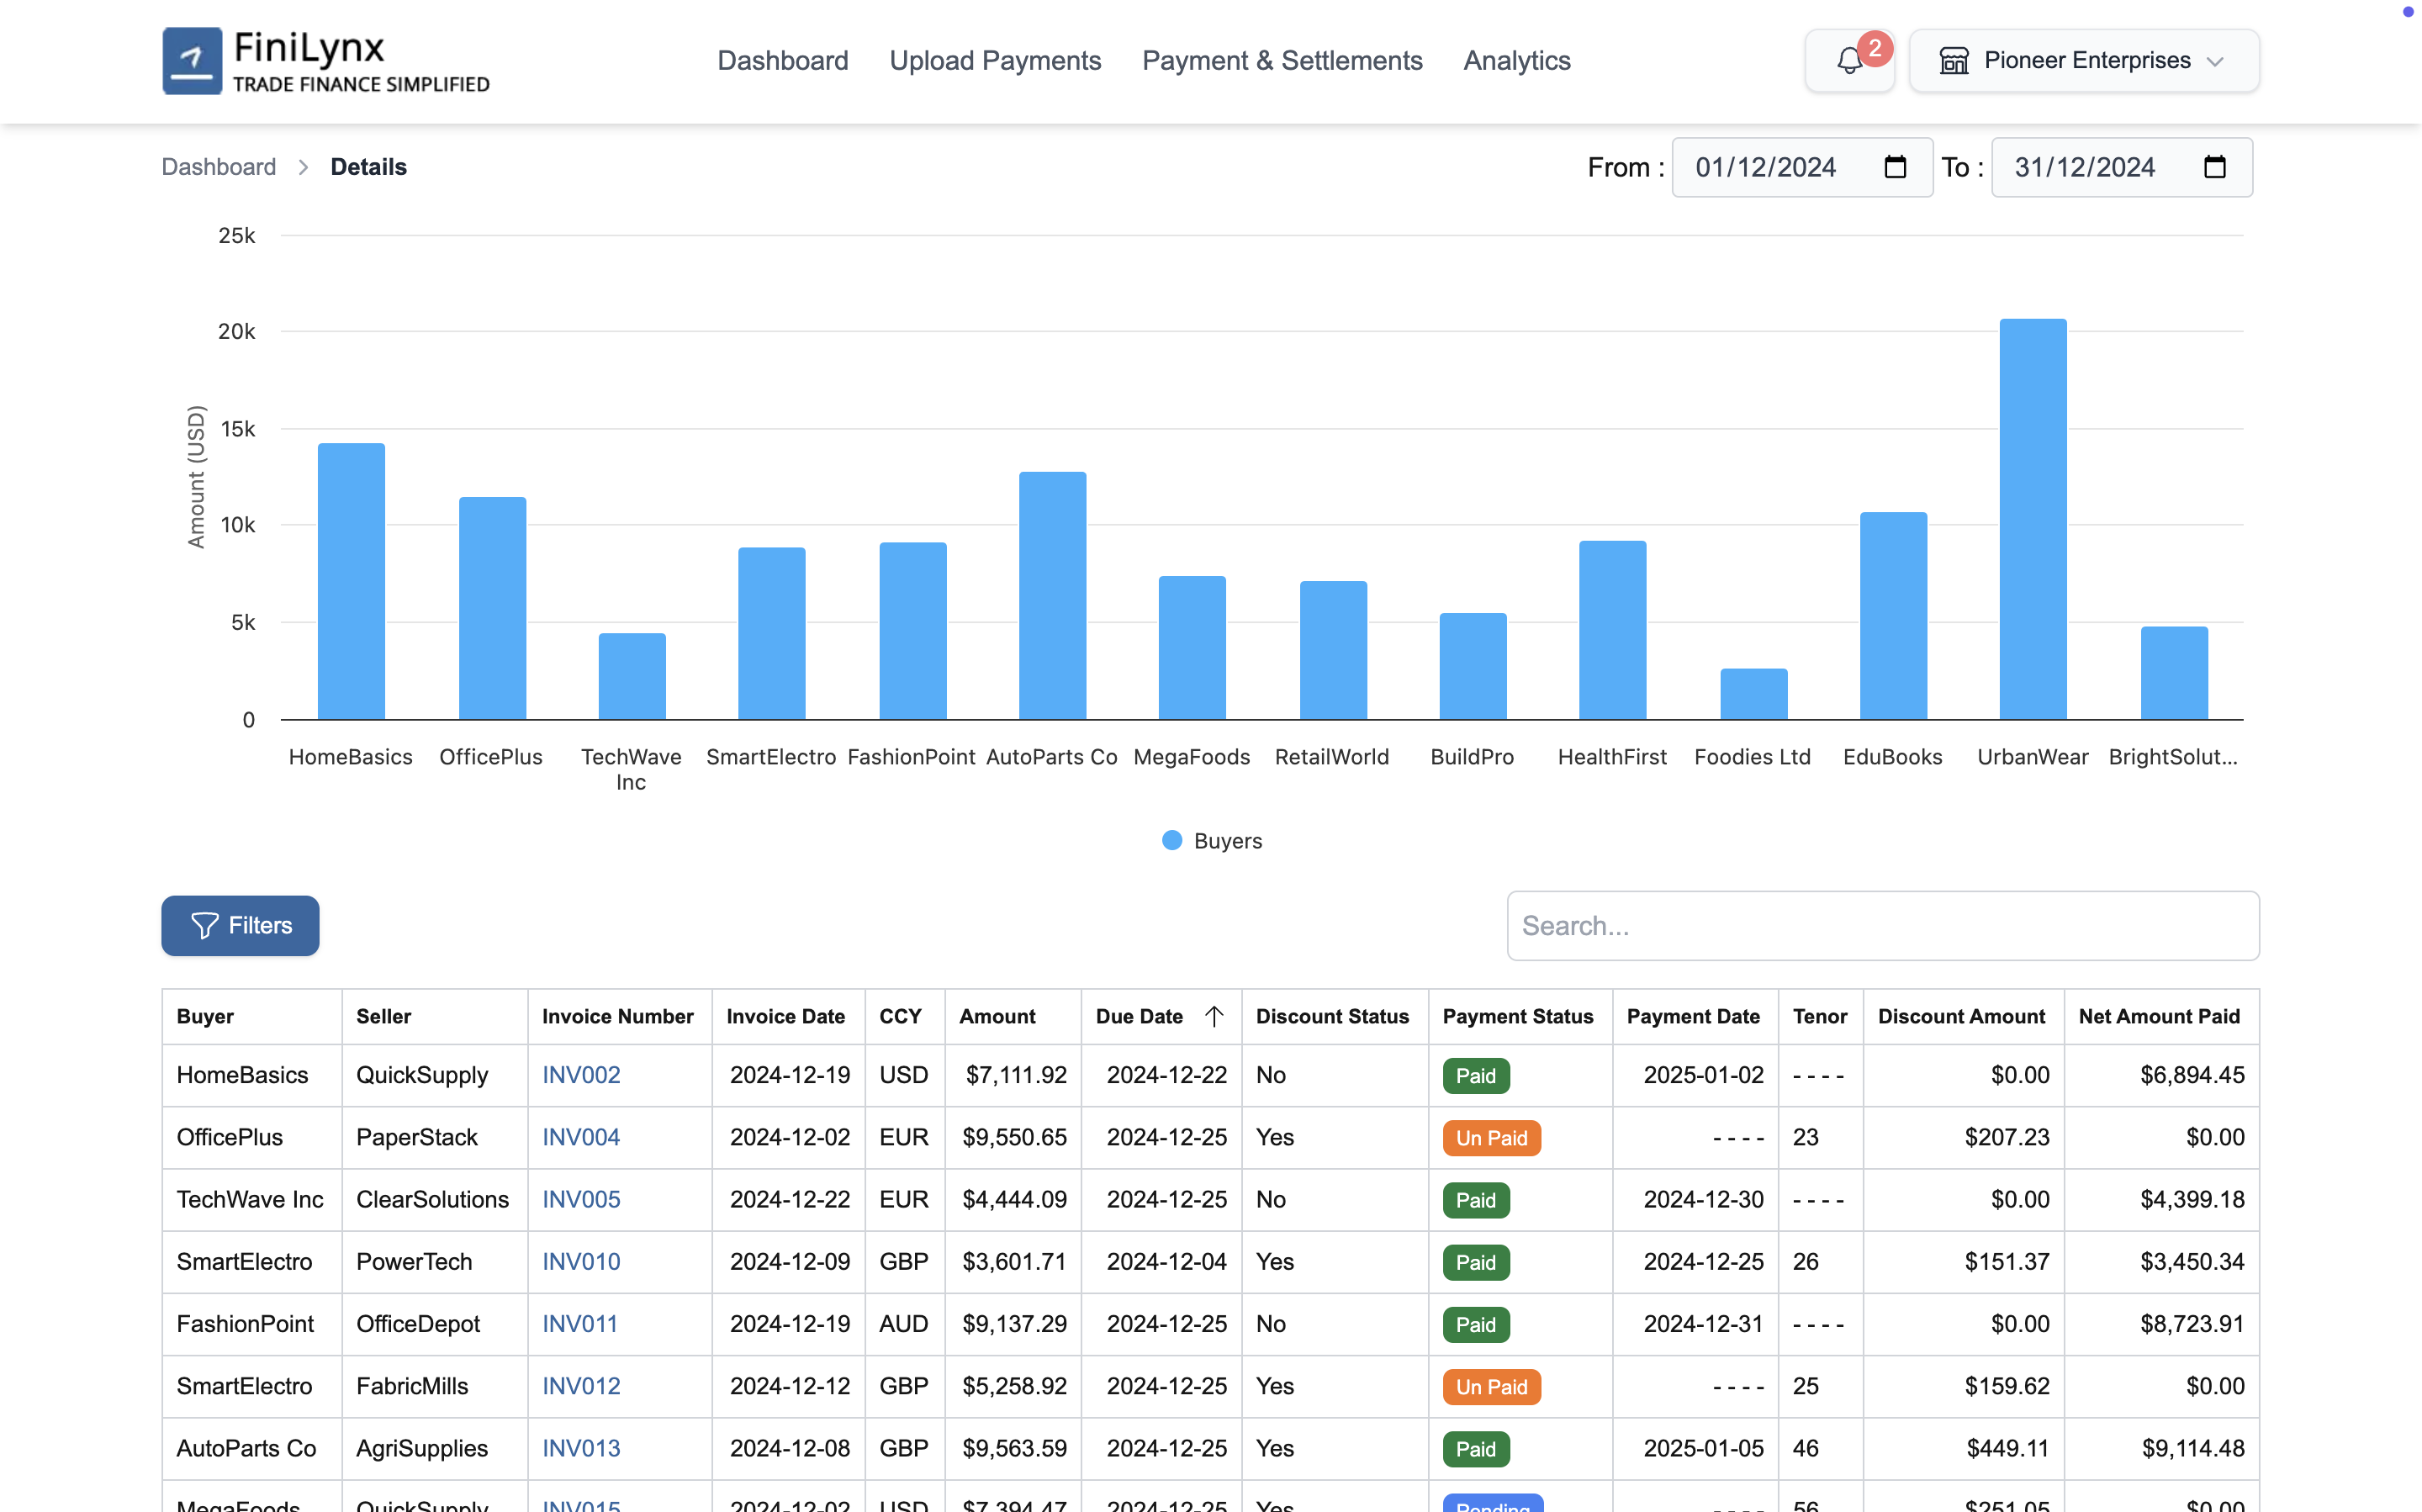 FiniLynx
TRADE FINANCE SIMPLIFIED
Dashboard Upload Payments Payment & Settlements Analytics
2
Pioneer Enterprises
Dashboard > Details
From : 01/12/2024 To : 31/12/2024
25k
20k
15k
10k
5k
0
Amount (USD)
HomeBasics OfficePlus TechWave Inc SmartElectro FashionPoint AutoParts Co MegaFoods RetailWorld BuildPro HealthFirst Foodies Ltd EduBooks UrbanWear BrightSolut...
Buyers
Filters
Search...
Buyer Seller Invoice Number Invoice Date CCY Amount Due Date ↑ Discount Status Payment Status Payment Date Tenor Discount Amount Net Amount Paid
HomeBasics QuickSupply INV002 2024-12-19 USD $7,111.92 2024-12-22 No Paid 2025-01-02 - - - - $0.00 $6,894.45
OfficePlus PaperStack INV004 2024-12-02 EUR $9,550.65 2024-12-25 Yes Un Paid - - - - 23 $207.23 $0.00
TechWave Inc ClearSolutions INV005 2024-12-22 EUR $4,444.09 2024-12-25 No Paid 2024-12-30 - - - - $0.00 $4,399.18
SmartElectro PowerTech INV010 2024-12-09 GBP $3,601.71 2024-12-04 Yes Paid 2024-12-25 26 $151.37 $3,450.34
FashionPoint OfficeDepot INV011 2024-12-19 AUD $9,137.29 2024-12-25 No Paid 2024-12-31 - - - - $0.00 $8,723.91
SmartElectro FabricMills INV012 2024-12-12 GBP $5,258.92 2024-12-25 Yes Un Paid - - - - 25 $159.62 $0.00
AutoParts Co AgriSupplies INV013 2024-12-08 GBP $9,563.59 2024-12-25 Yes Paid 2025-01-05 46 $449.11 $9,114.48
MegaFoods QuickSupply INV015 2024-12-02 USD $7,394.47 2024-12-25 Yes Pending - - - - 56 $251.05 $0.00